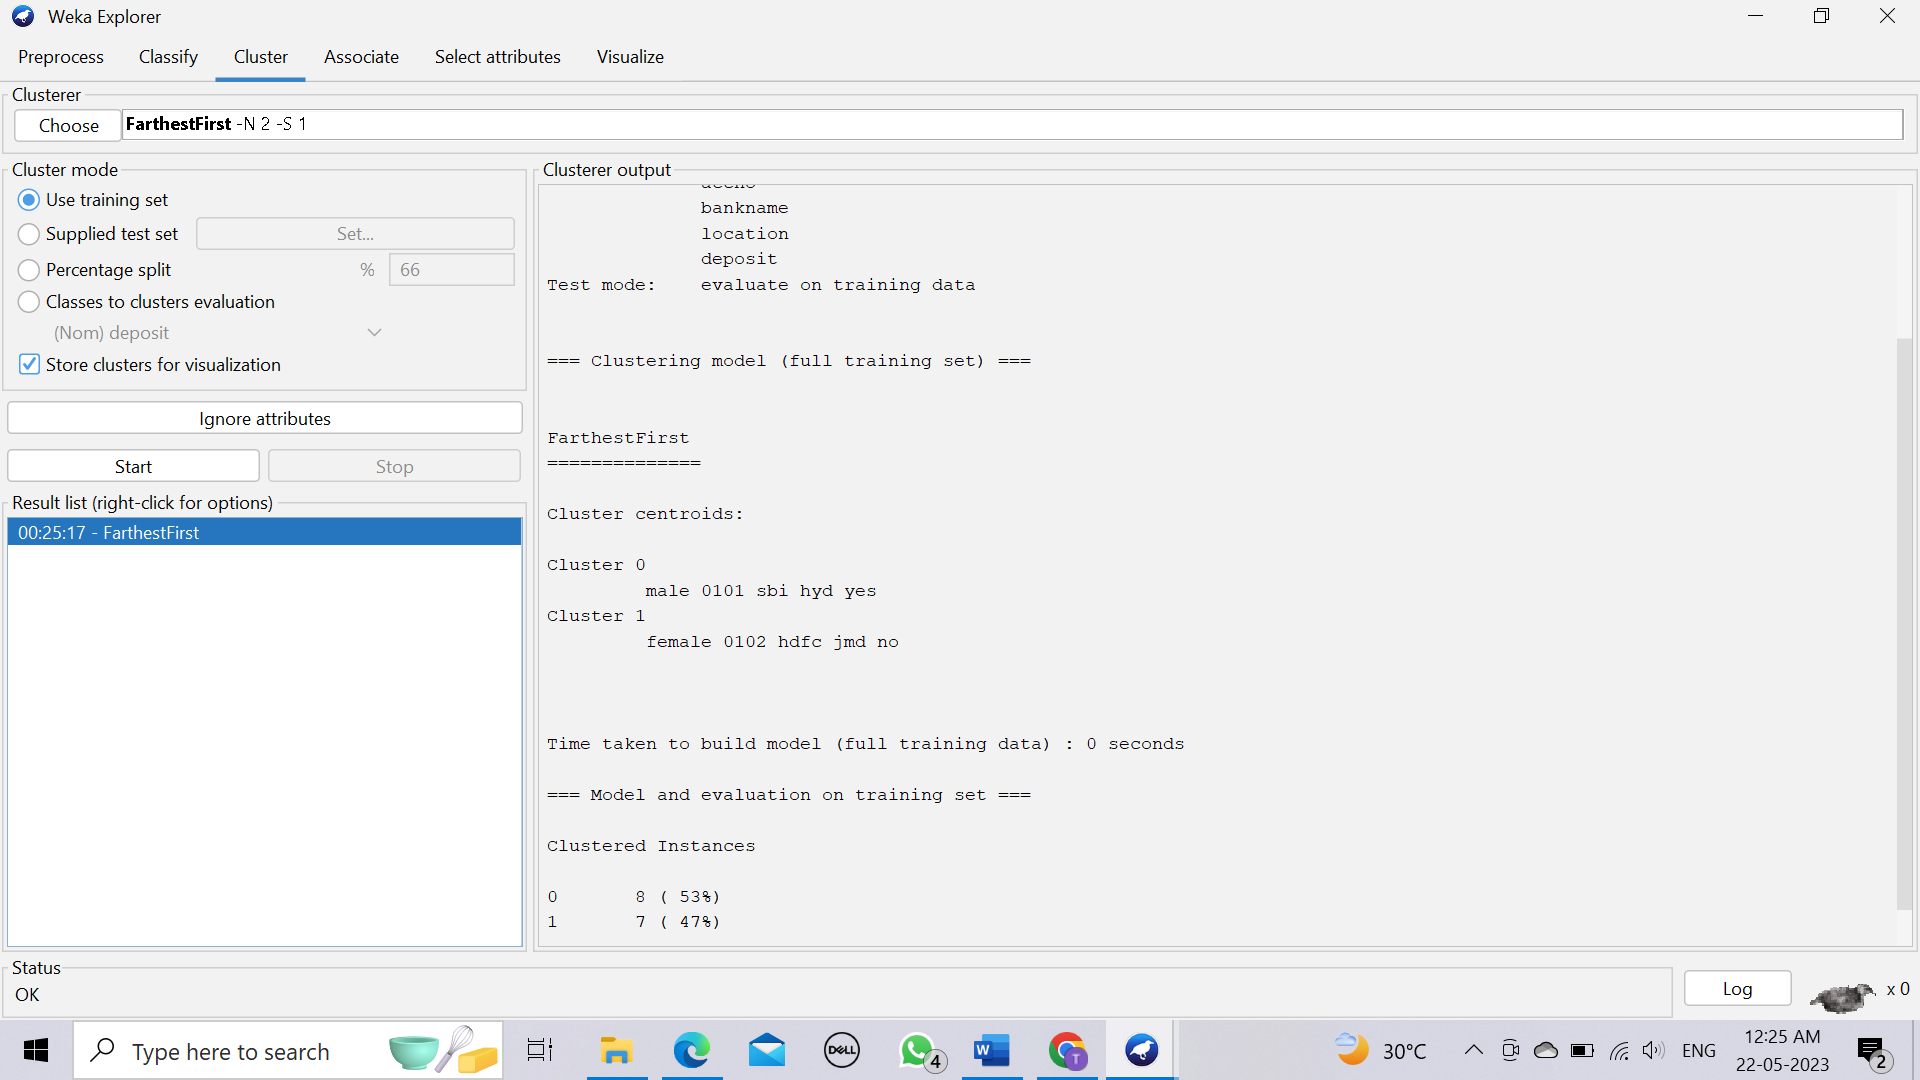 Weka Explorer
Preprocess Classify Cluster Associate Select attributes Visualize
Clusterer
Choose FarthestFirst -N 2 -S 1
Cluster mode
Use training set
Supplied test set Set...
Percentage split % 66
Classes to clusters evaluation
(Nom) deposit
Store clusters for visualization
Ignore attributes
Start Stop
Result list (right-click for options)
00:25:17 - FarthestFirst
Clusterer output
bankname
location
deposit
Test mode: evaluate on training data
=== Clustering model (full training set) ===
FarthestFirst
==============
Cluster centroids:
Cluster 0
male 0101 sbi hyd yes
Cluster 1
female 0102 hdfc jmd no
Time taken to build model (full training data) : 0 seconds
=== Model and evaluation on training set ===
Clustered Instances
0 8 ( 53%)
1 7 ( 47%)
Status
OK
Log x 0
Type here to search
DELL
4
W
T
30°C
ENG
12:25 AM
22-05-2023
2